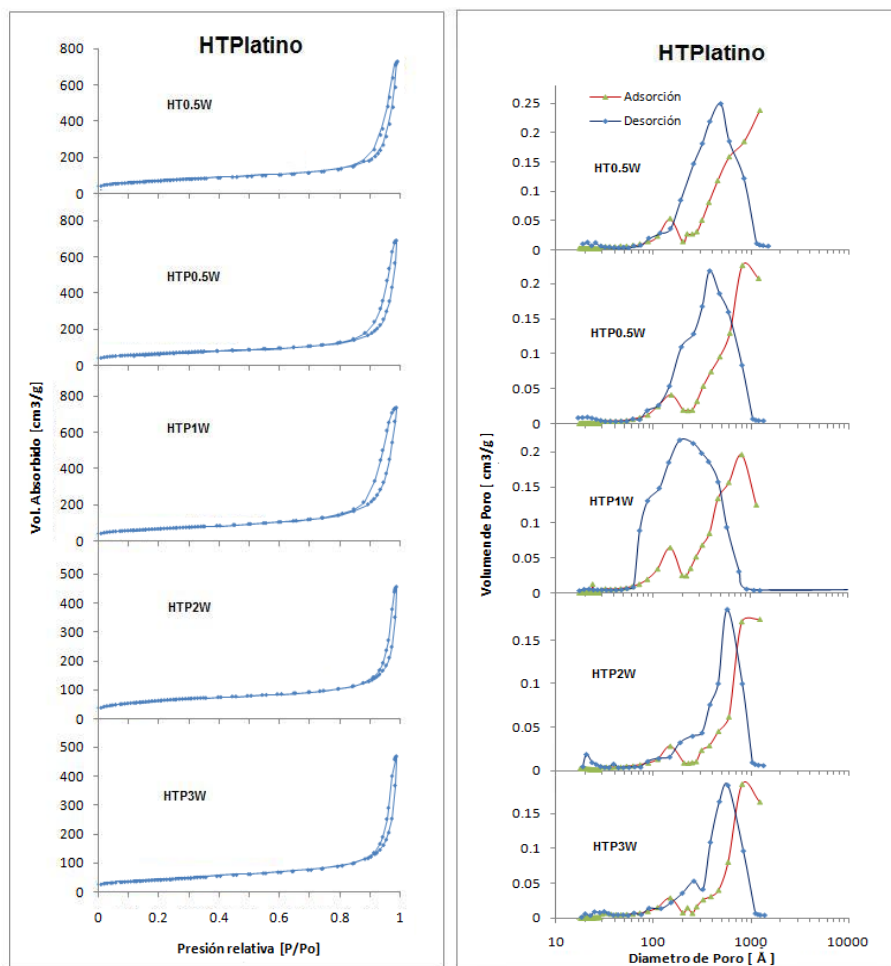 HTPlatino
800
600
400
200
0
HT0.5W
800
600
400
200
0
HTP0.5W
800
600
400
200
0
HTP1W
500
400
300
200
100
0
HTP2W
500
400
300
200
100
0
HTP3W
0 0.2 0.4 0.6 0.8 1
Vol. Absorbido [cm3/g]
Presión relativa [P/Po]
HTPlatino
Adsorción
Desorción
0.25
0.2
0.15
0.1
0.05
0
HT0.5W
0.2
0.15
0.1
0.05
0
HTP0.5W
0.2
0.15
0.1
0.05
0
HTP1W
0.15
0.1
0.05
0
HTP2W
0.15
0.1
0.05
0
HTP3W
10 100 1000 10000
Volumen de Poro [ cm3/g]
Diametro de Poro [ Å ]